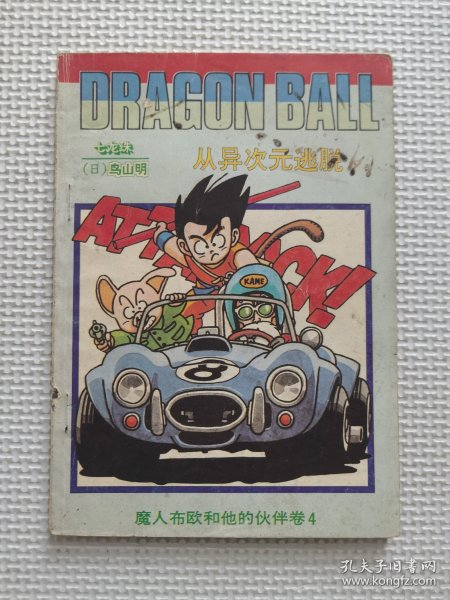 DRAGON BALL
七龙珠
(日)鸟山明
从异次元逃脱
KAME
8
魔人布欧和他的伙伴卷4
孔夫子旧书网
www.kongfz.com